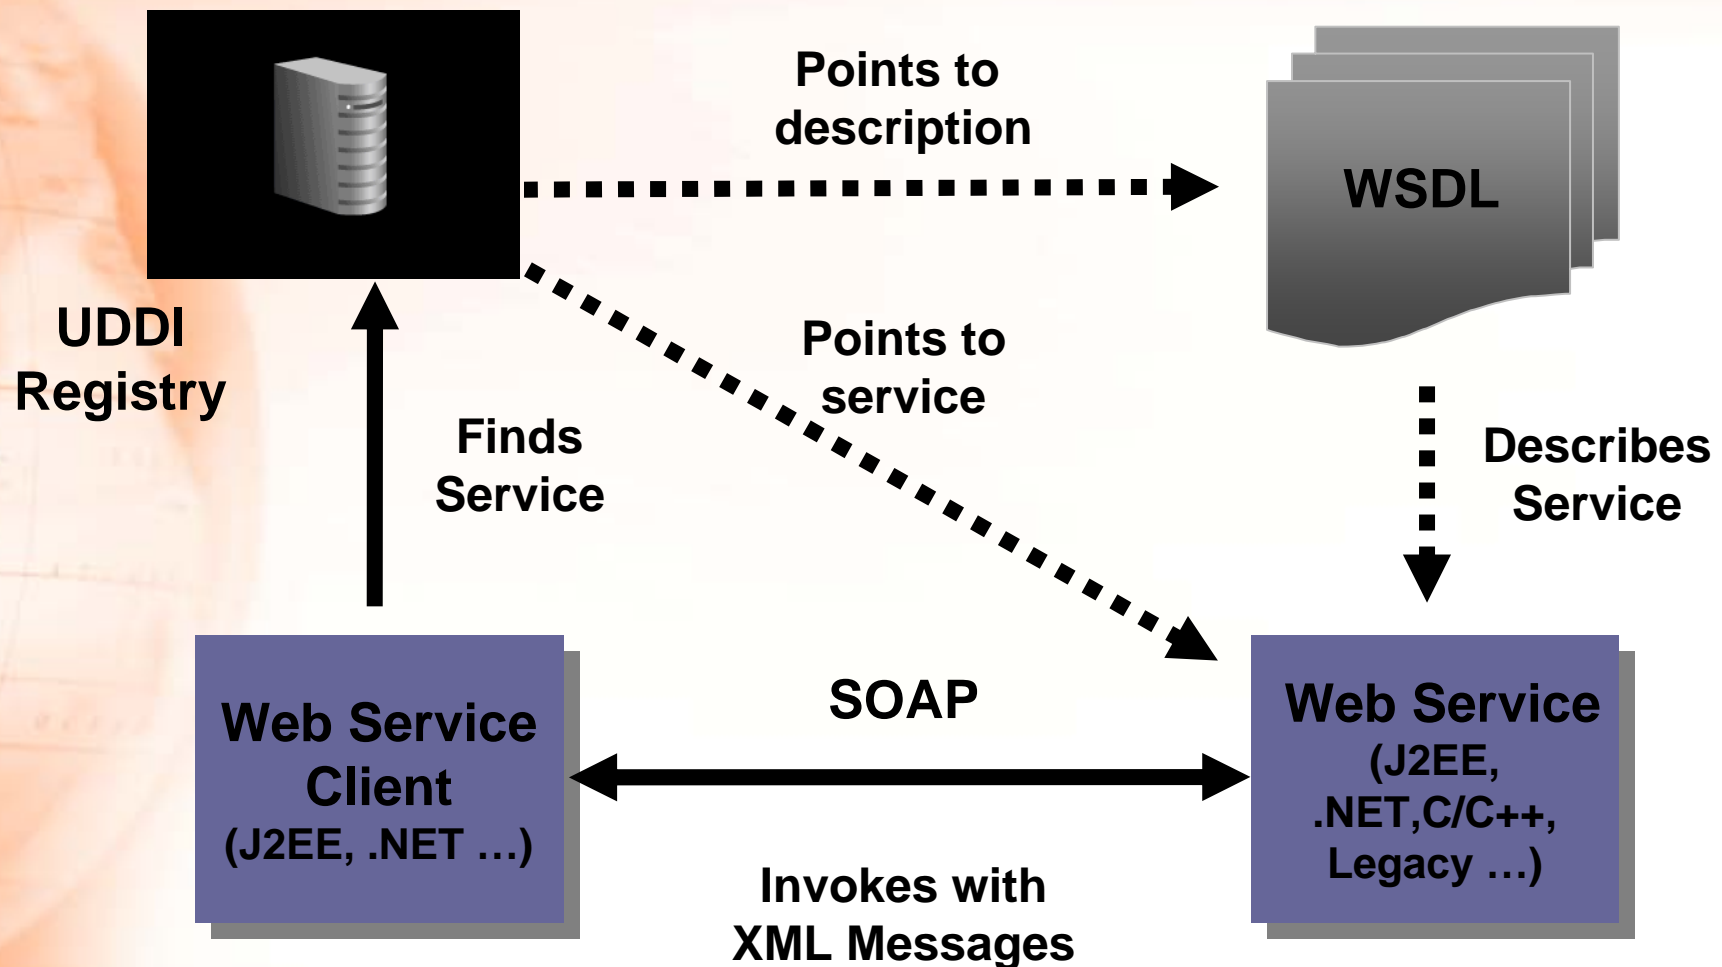 Points to
description
WSDL
UDDI
Registry
Points to
service
Finds
Service
Describes
Service
Web Service
Client
(J2EE, .NET …)
SOAP
Invokes with
XML Messages
Web Service
(J2EE,
.NET,C/C++,
Legacy …)